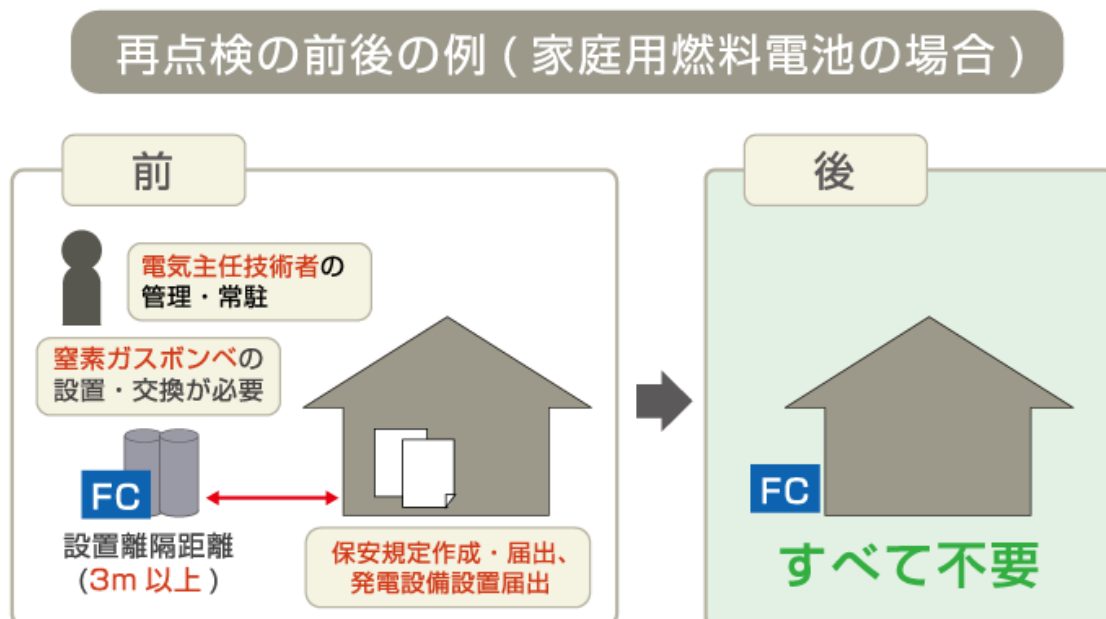 再点検の前後の例 ( 家庭用燃料電池の場合 )
前
電気主任技術者の
管理・常駐
窒素ガスボンベの
設置・交換が必要
FC
設置離隔距離
(3m 以上 )
保安規定作成・届出、
発電設備設置届出
後
FC
すべて不要